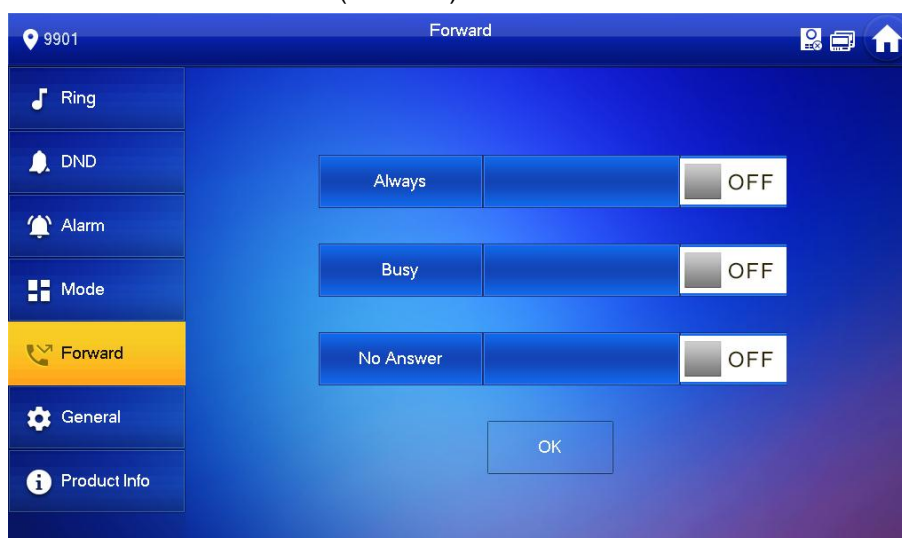 9901
Forward
Ring
DND
Alarm
Mode
Forward
General
Product Info
Always OFF
Busy OFF
No Answer OFF
OK